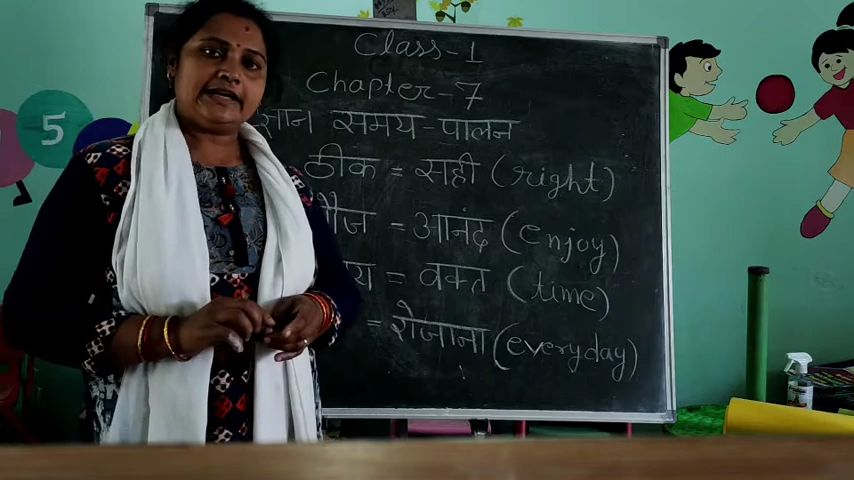 Class - 1
Chapter - 7
समय - पालन
ठीक = सही (right)
= आनंद (enjoy)
= वक्त (time)
= रोजाना (everyday)
5